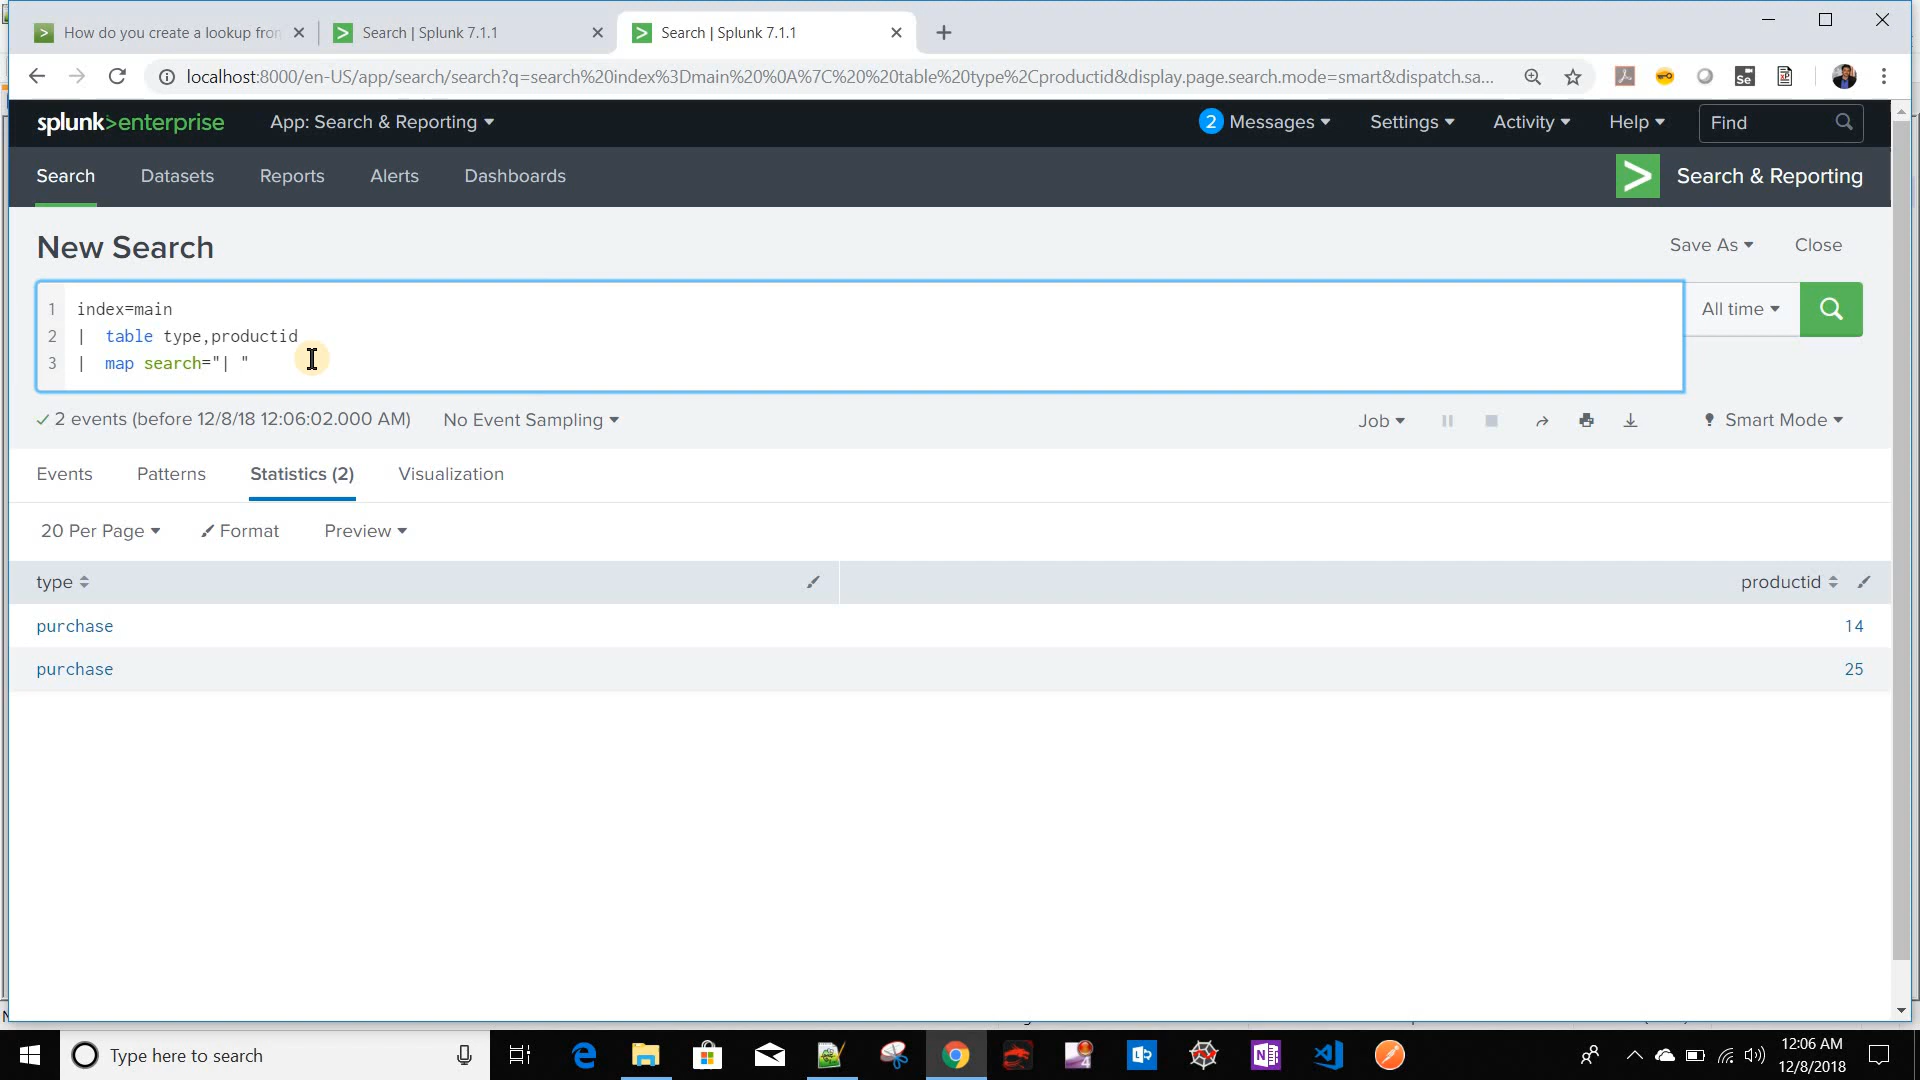 How do you create a lookup fron
Search | Splunk 7.1.1
Search | Splunk 7.1.1
localhost:8000/en-US/app/search/search?q=search%20index%3Dmain%20%0A%7C%20%20table%20type%2Cproductid&display.page.search.mode=smart&dispatch.sa...
splunk>enterprise
App: Search & Reporting
2 Messages
Settings
Activity
Help
Find
Search
Datasets
Reports
Alerts
Dashboards
Search & Reporting
New Search
Save As
Close
1 index=main
2 |  table type,productid
3 |  map search="| "
All time
2 events (before 12/8/18 12:06:02.000 AM)
No Event Sampling
Job
Smart Mode
Events
Patterns
Statistics (2)
Visualization
20 Per Page
Format
Preview
type
productid
purchase
14
purchase
25
Type here to search
12:06 AM
12/8/2018